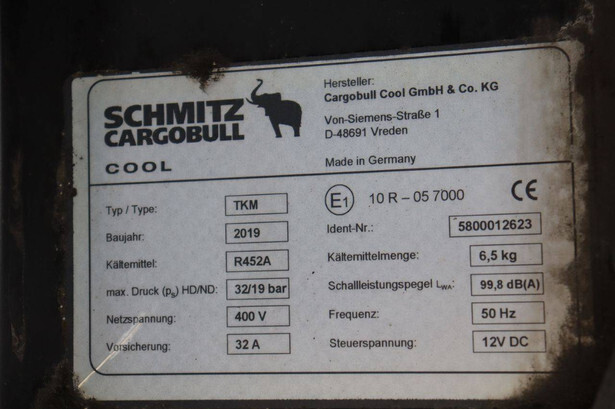 SCHMITZ
CARGOBULL
COOL
Hersteller:
Cargobull Cool GmbH & Co. KG
Von-Siemens-Straße 1
D-48691 Vreden
Made in Germany
Typ / Type: TKM
Baujahr: 2019
Kältemittel: R452A
max. Druck (pS) HD/ND: 32/19 bar
Netzspannung: 400 V
Vorsicherung: 32 A
E1 10 R – 05 7000 CE
Ident-Nr.: 5800012623
Kältemittelmenge: 6,5 kg
Schallleistungspegel LWA: 99,8 dB(A)
Frequenz: 50 Hz
Steuerspannung: 12V DC